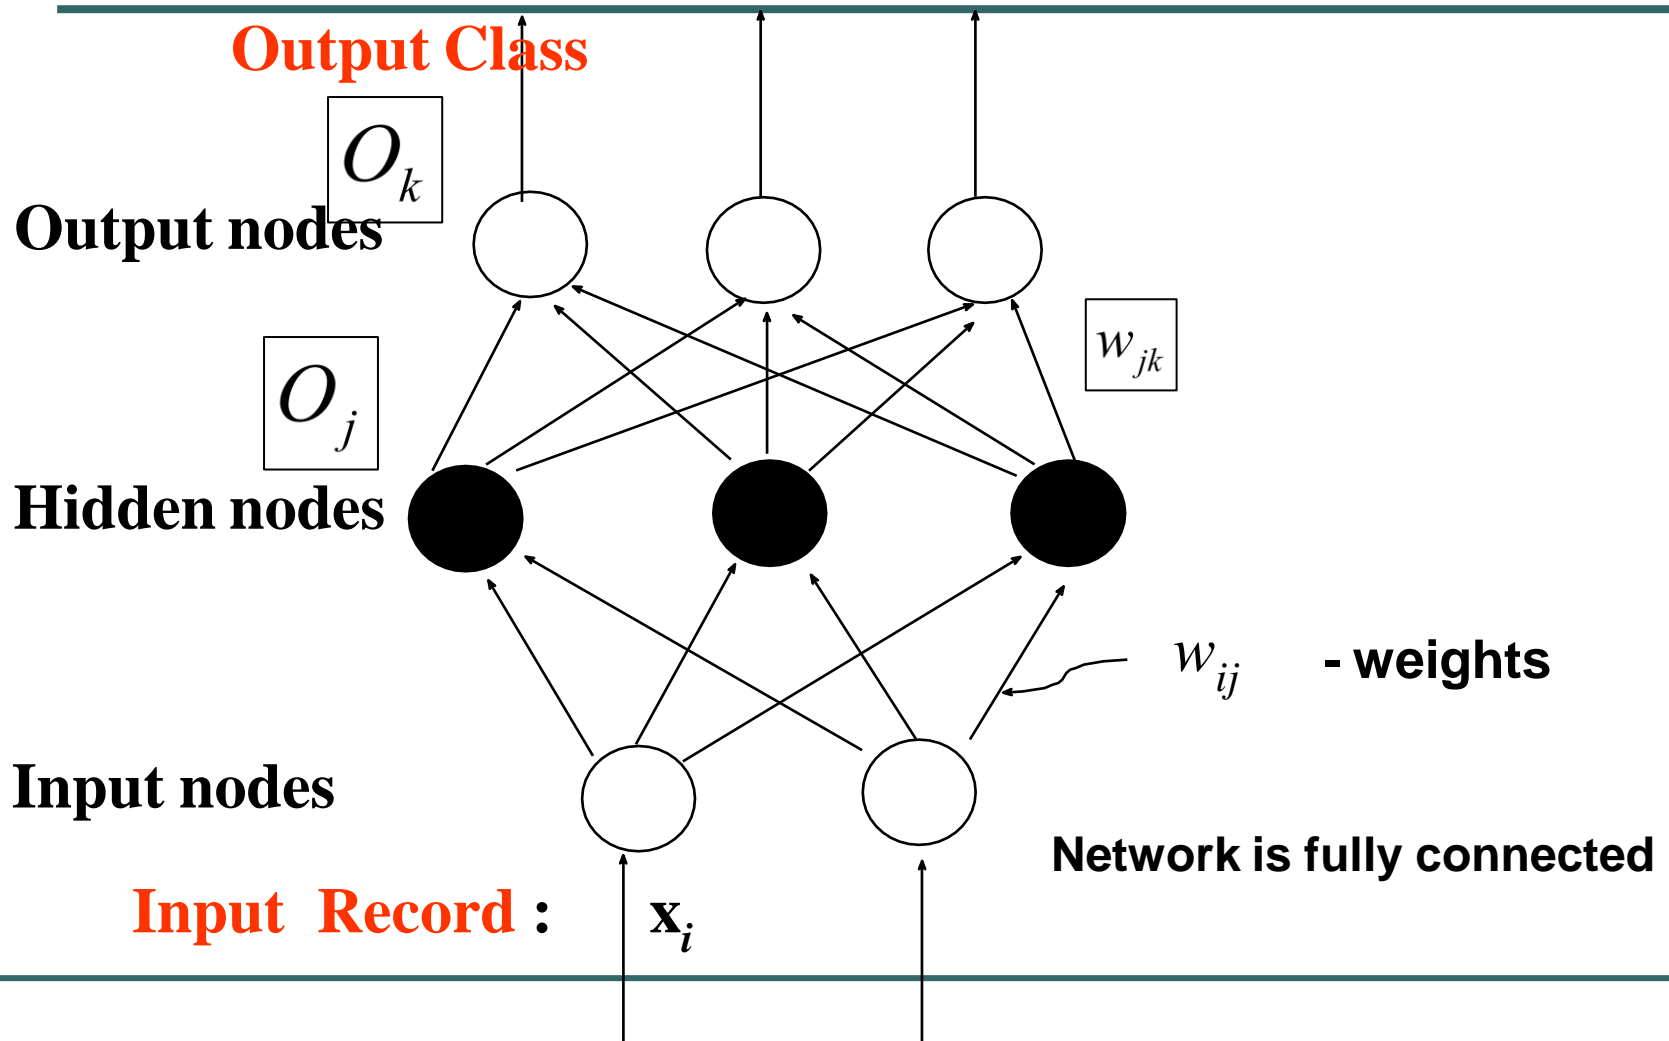 Output Class
O_k
Output nodes
w_jk
O_j
Hidden nodes
w_ij - weights
Input nodes
Network is fully connected
Input Record : x_i